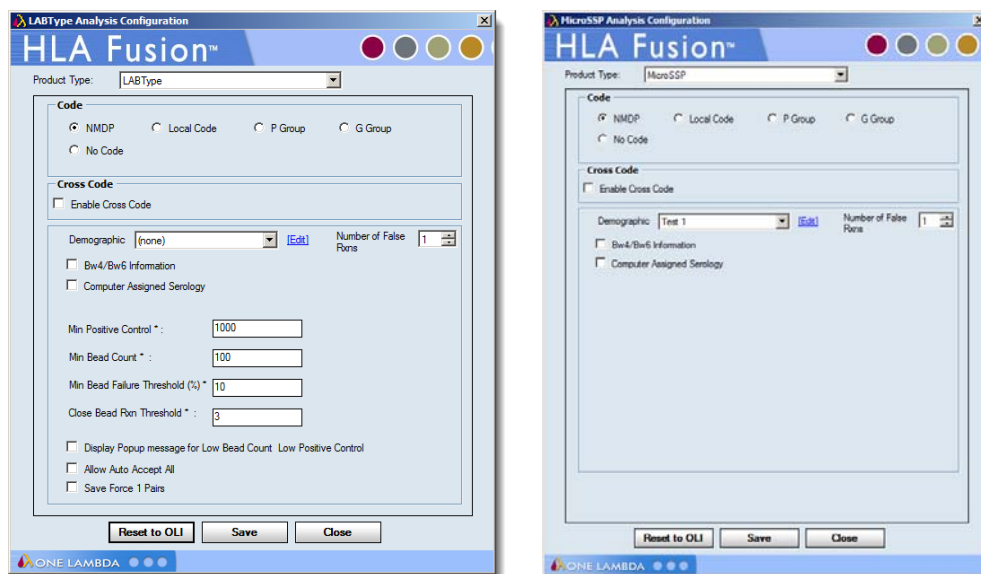 LABType Analysis Configuration
HLA Fusion™
Product Type: LABType
Code
NMDP Local Code P Group G Group
No Code
Cross Code
Enable Cross Code
Demographic (none) [Edit] Number of False Rxns 1
Bw4/Bw6 Information
Computer Assigned Serology
Min Positive Control * : 1000
Min Bead Count * : 100
Min Bead Failure Threshold (%) * 10
Close Bead Rxn Threshold * : 3
Display Popup message for Low Bead Count Low Positive Control
Allow Auto Accept All
Save Force 1 Pairs
Reset to OLI Save Close
ONE LAMBDA
MicroSSP Analysis Configuration
HLA Fusion™
Product Type: MicroSSP
Code
NMDP Local Code P Group G Group
No Code
Cross Code
Enable Cross Code
Demographic Test 1 [Edit] Number of False Rxns 1
Bw4/Bw6 Information
Computer Assigned Serology
Reset to OLI Save Close
ONE LAMBDA